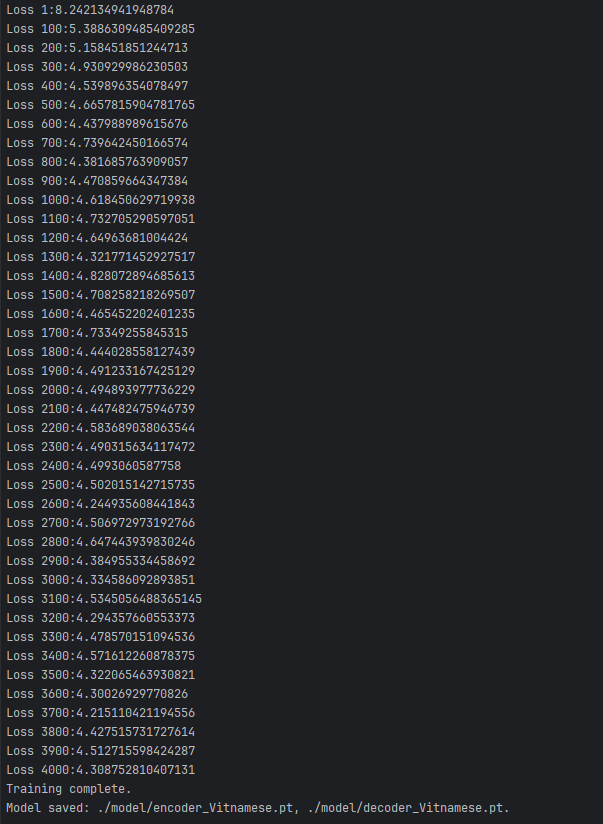 Loss 1:8.242134941948784
Loss 100:5.3886309485409285
Loss 200:5.158451851244713
Loss 300:4.930929986230503
Loss 400:4.539896354078497
Loss 500:4.6657815904781765
Loss 600:4.437988989615676
Loss 700:4.739642450166574
Loss 800:4.381685763909057
Loss 900:4.470859664347384
Loss 1000:4.618450629719938
Loss 1100:4.732705290597051
Loss 1200:4.64963681004424
Loss 1300:4.321771452927517
Loss 1400:4.828072894685613
Loss 1500:4.708258218269507
Loss 1600:4.465452202401235
Loss 1700:4.73349255845315
Loss 1800:4.444028558127439
Loss 1900:4.491233167425129
Loss 2000:4.494893977736229
Loss 2100:4.447482475946739
Loss 2200:4.583689038063544
Loss 2300:4.490315634117472
Loss 2400:4.4993060587758
Loss 2500:4.502015142715735
Loss 2600:4.244935608441843
Loss 2700:4.506972973192766
Loss 2800:4.647443939830246
Loss 2900:4.384955334458692
Loss 3000:4.334586092893851
Loss 3100:4.5345056488365145
Loss 3200:4.294357660553373
Loss 3300:4.478570151094536
Loss 3400:4.571612260878375
Loss 3500:4.322065463930821
Loss 3600:4.30026929770826
Loss 3700:4.215110421194556
Loss 3800:4.427515731727614
Loss 3900:4.512715598424287
Loss 4000:4.308752810407131
Training complete.
Model saved: ./model/encoder_Vitnamese.pt, ./model/decoder_Vitnamese.pt.